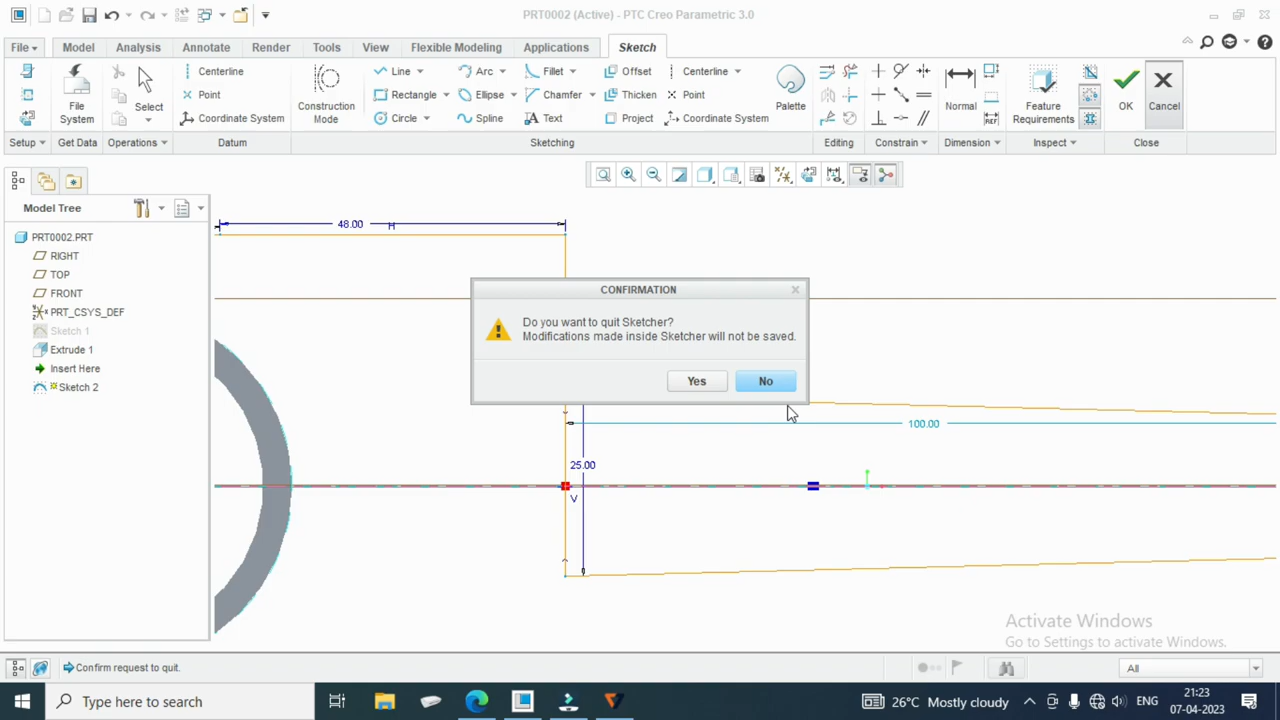 PRT0002 (Active) - PTC Creo Parametric 3.0
File Model Analysis Annotate Render Tools View Flexible Modeling Applications Sketch
Centerline Line Arc Fillet Offset Centerline
Point Rectangle Ellipse Chamfer Thicken Point
File System Select Coordinate System Construction Mode Circle Spline Text Project Coordinate System Palette Normal Feature Requirements OK Cancel
Setup Get Data Operations Datum Sketching Editing Constrain Dimension Inspect Close
Model Tree
PRT0002.PRT
RIGHT
TOP
FRONT
PRT_CSYS_DEF
Sketch 1
Extrude 1
Insert Here
Sketch 2
48.00 H
CONFIRMATION
Do you want to quit Sketcher?
Modifications made inside Sketcher will not be saved.
Yes No
100.00
25.00
V
Activate Windows
Go to Settings to activate Windows.
Confirm request to quit.
All
Type here to search
26°C Mostly cloudy
ENG
21:23
07-04-2023